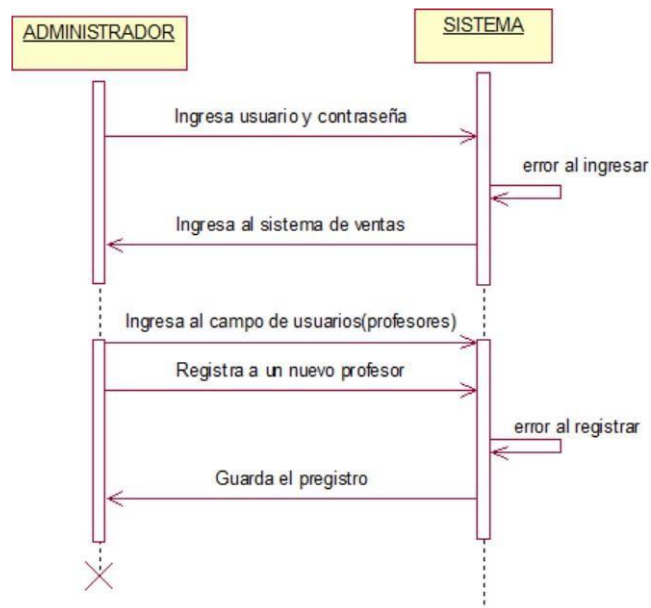 ADMINISTRADOR
SISTEMA
Ingresa usuario y contraseña
error al ingresar
Ingresa al sistema de ventas
Ingresa al campo de usuarios(profesores)
Registra a un nuevo profesor
error al registrar
Guarda el pregistro